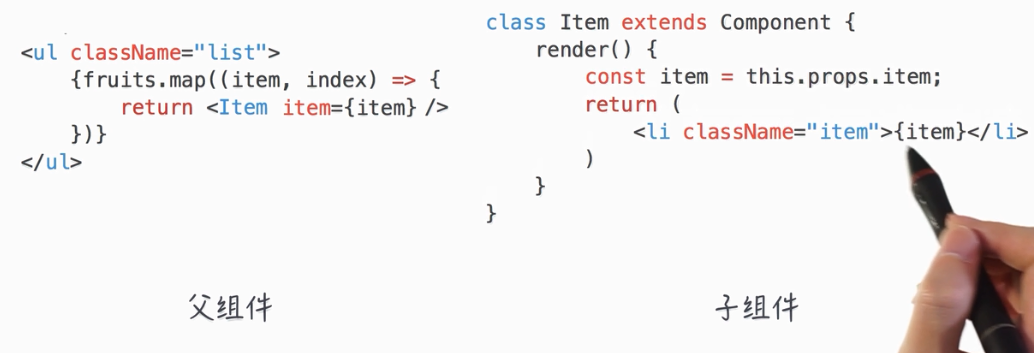 <ul className="list">
{fruits.map((item, index) => {
return <Item item={item} />
})}
</ul>
父组件
class Item extends Component {
render() {
const item = this.props.item;
return (
<li className="item">{item}</li>
)
}
}
子组件